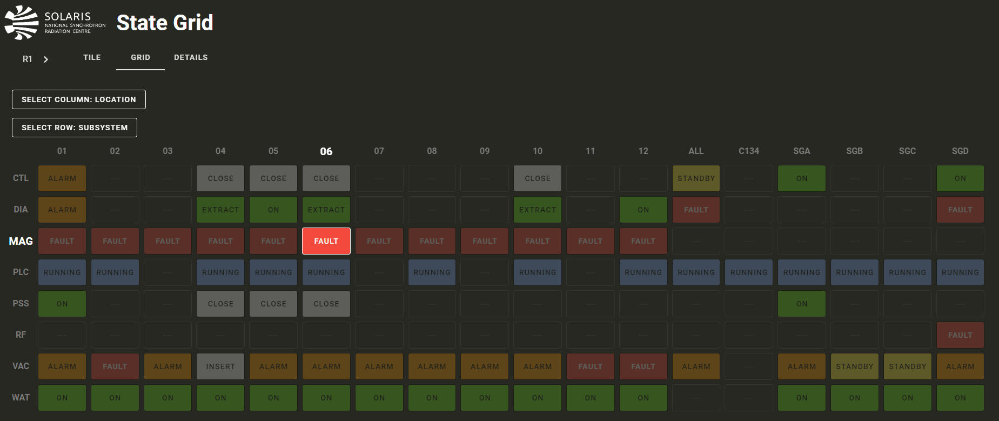 SOLARIS
NATIONAL SYNCHROTRON
RADIATION CENTRE
State Grid
R1 > TILE GRID DETAILS
SELECT COLUMN: LOCATION
SELECT ROW: SUBSYSTEM
01 02 03 04 05 06 07 08 09 10 11 12 ALL C134 SGA SGB SGC SGD
CTL ALARM --- --- CLOSE CLOSE CLOSE --- --- --- CLOSE --- --- STANDBY --- ON --- --- ON
DIA ALARM --- --- EXTRACT ON EXTRACT --- --- --- EXTRACT --- ON FAULT --- --- --- --- FAULT
MAG FAULT FAULT FAULT FAULT FAULT FAULT FAULT FAULT FAULT FAULT FAULT FAULT --- --- --- --- --- ---
PLC RUNNING RUNNING --- RUNNING RUNNING RUNNING --- RUNNING --- RUNNING --- RUNNING RUNNING RUNNING RUNNING RUNNING RUNNING RUNNING
PSS ON --- --- CLOSE CLOSE CLOSE --- --- --- --- --- --- --- --- ON --- --- ---
RF --- --- --- --- --- --- --- --- --- --- --- --- --- --- --- --- --- FAULT
VAC ALARM FAULT ALARM INSERT ALARM ALARM ALARM ALARM ALARM ALARM FAULT FAULT ALARM --- ALARM STANDBY STANDBY ALARM
WAT ON ON ON ON ON ON ON ON ON ON ON ON --- --- ON ON ON ON